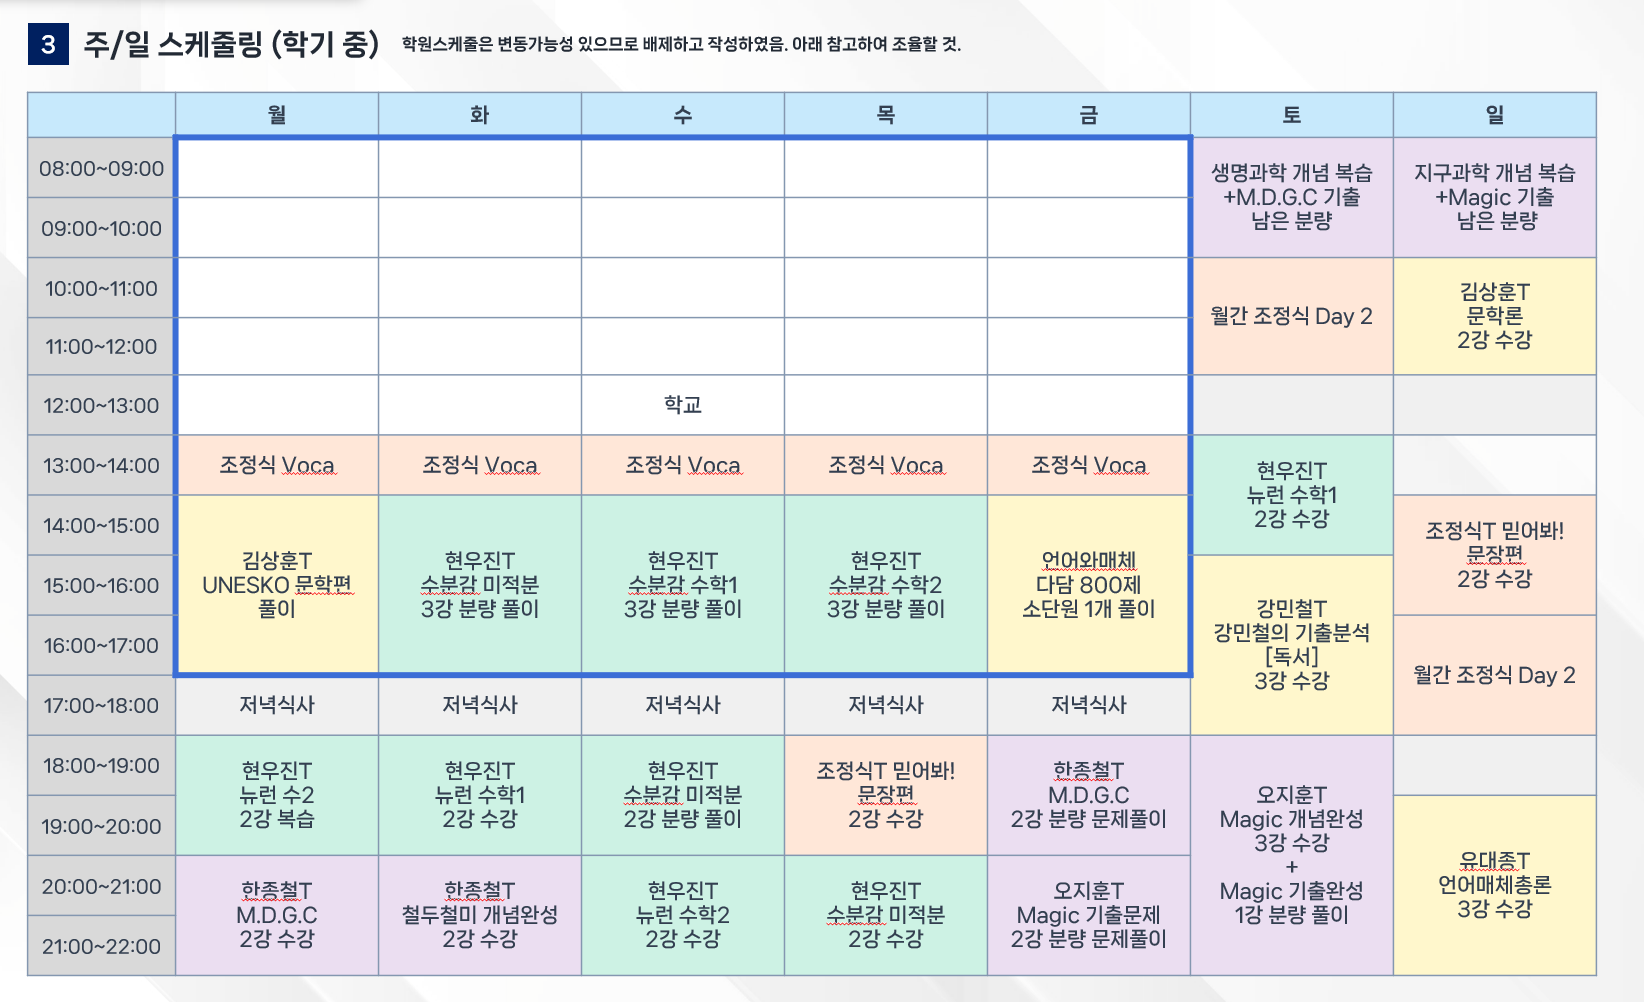 3 주/일 스케줄링 (학기 중) 학원스케줄은 변동가능성 있으므로 배제하고 작성하였음. 아래 참고하여 조율할 것.
월 화 수 목 금 토 일
08:00~09:00
09:00~10:00
생명과학 개념 복습
+M.D.G.C 기출
남은 분량
지구과학 개념 복습
+Magic 기출
남은 분량
10:00~11:00
11:00~12:00
월간 조정식 Day 2
김상훈T
문학론
2강 수강
12:00~13:00
학교
13:00~14:00
조정식 Voca
조정식 Voca
조정식 Voca
조정식 Voca
조정식 Voca
현우진T
뉴런 수학1
2강 수강
14:00~15:00
15:00~16:00
16:00~17:00
김상훈T
UNESKO 문학편
풀이
현우진T
수분감 미적분
3강 분량 풀이
현우진T
수분감 수학1
3강 분량 풀이
현우진T
수분감 수학2
3강 분량 풀이
언어와매체
다담 800제
소단원 1개 풀이
강민철T
강민철의 기출분석
[독서]
3강 수강
조정식T 믿어봐!
문장편
2강 수강
월간 조정식 Day 2
17:00~18:00
저녁식사
저녁식사
저녁식사
저녁식사
저녁식사
18:00~19:00
19:00~20:00
현우진T
뉴런 수2
2강 복습
현우진T
뉴런 수학1
2강 수강
현우진T
수분감 미적분
2강 분량 풀이
조정식T 믿어봐!
문장편
2강 수강
한종철T
M.D.G.C
2강 분량 문제풀이
오지훈T
Magic 개념완성
3강 수강
+
Magic 기출완성
1강 분량 풀이
유대종T
언어매체총론
3강 수강
20:00~21:00
21:00~22:00
한종철T
M.D.G.C
2강 수강
한종철T
철두철미 개념완성
2강 수강
현우진T
뉴런 수학2
2강 수강
현우진T
수분감 미적분
2강 수강
오지훈T
Magic 기출문제
2강 분량 문제풀이